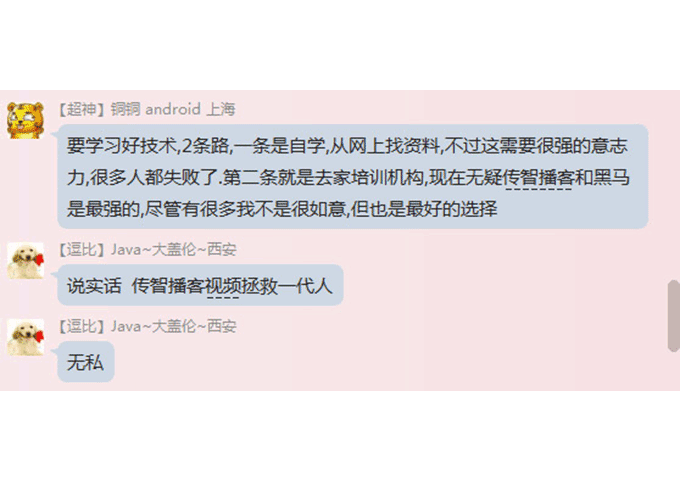 【超神】铜铜 android 上海
要学习好技术,2条路,一条是自学,从网上找资料,不过这需要很强的意志
力,很多人都失败了.第二条就是去家培训机构,现在无疑传智播客和黑马
是最强的,尽管有很多我不是很如意,但也是最好的选择
【逗比】Java~大盖伦~西安
说实话 传智播客视频拯救一代人
【逗比】Java~大盖伦~西安
无私